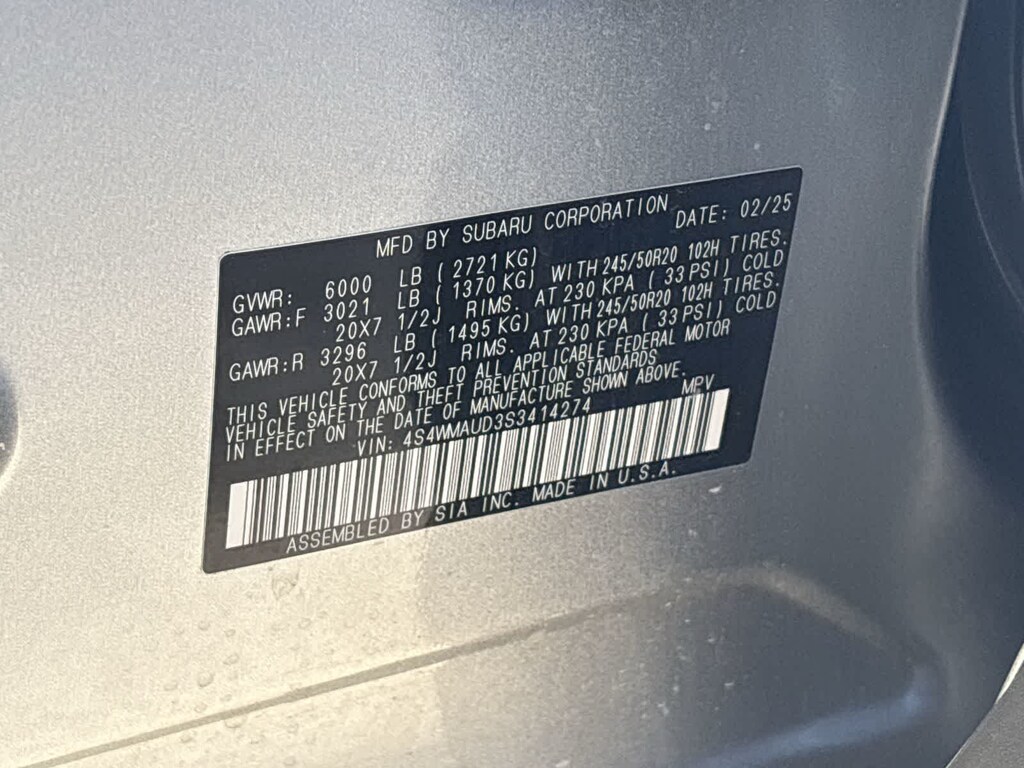 MFD BY SUBARU CORPORATION DATE: 02/25
GVWR: 6000 LB ( 2721 KG)
GAWR:F 3021 LB ( 1370 KG) WITH 245/50R20 102H TIRES.
20X7 1/2J RIMS. AT 230 KPA ( 33 PSI) COLD
GAWR:R 3296 LB ( 1495 KG) WITH 245/50R20 102H TIRES.
20X7 1/2J RIMS. AT 230 KPA ( 33 PSI) COLD
THIS VEHICLE CONFORMS TO ALL APPLICABLE FEDERAL MOTOR
VEHICLE SAFETY AND THEFT PREVENTION STANDARDS
IN EFFECT ON THE DATE OF MANUFACTURE SHOWN ABOVE.
VIN: 4S4WMAUD3S3414274 MPV
ASSEMBLED BY SIA INC. MADE IN U.S.A.